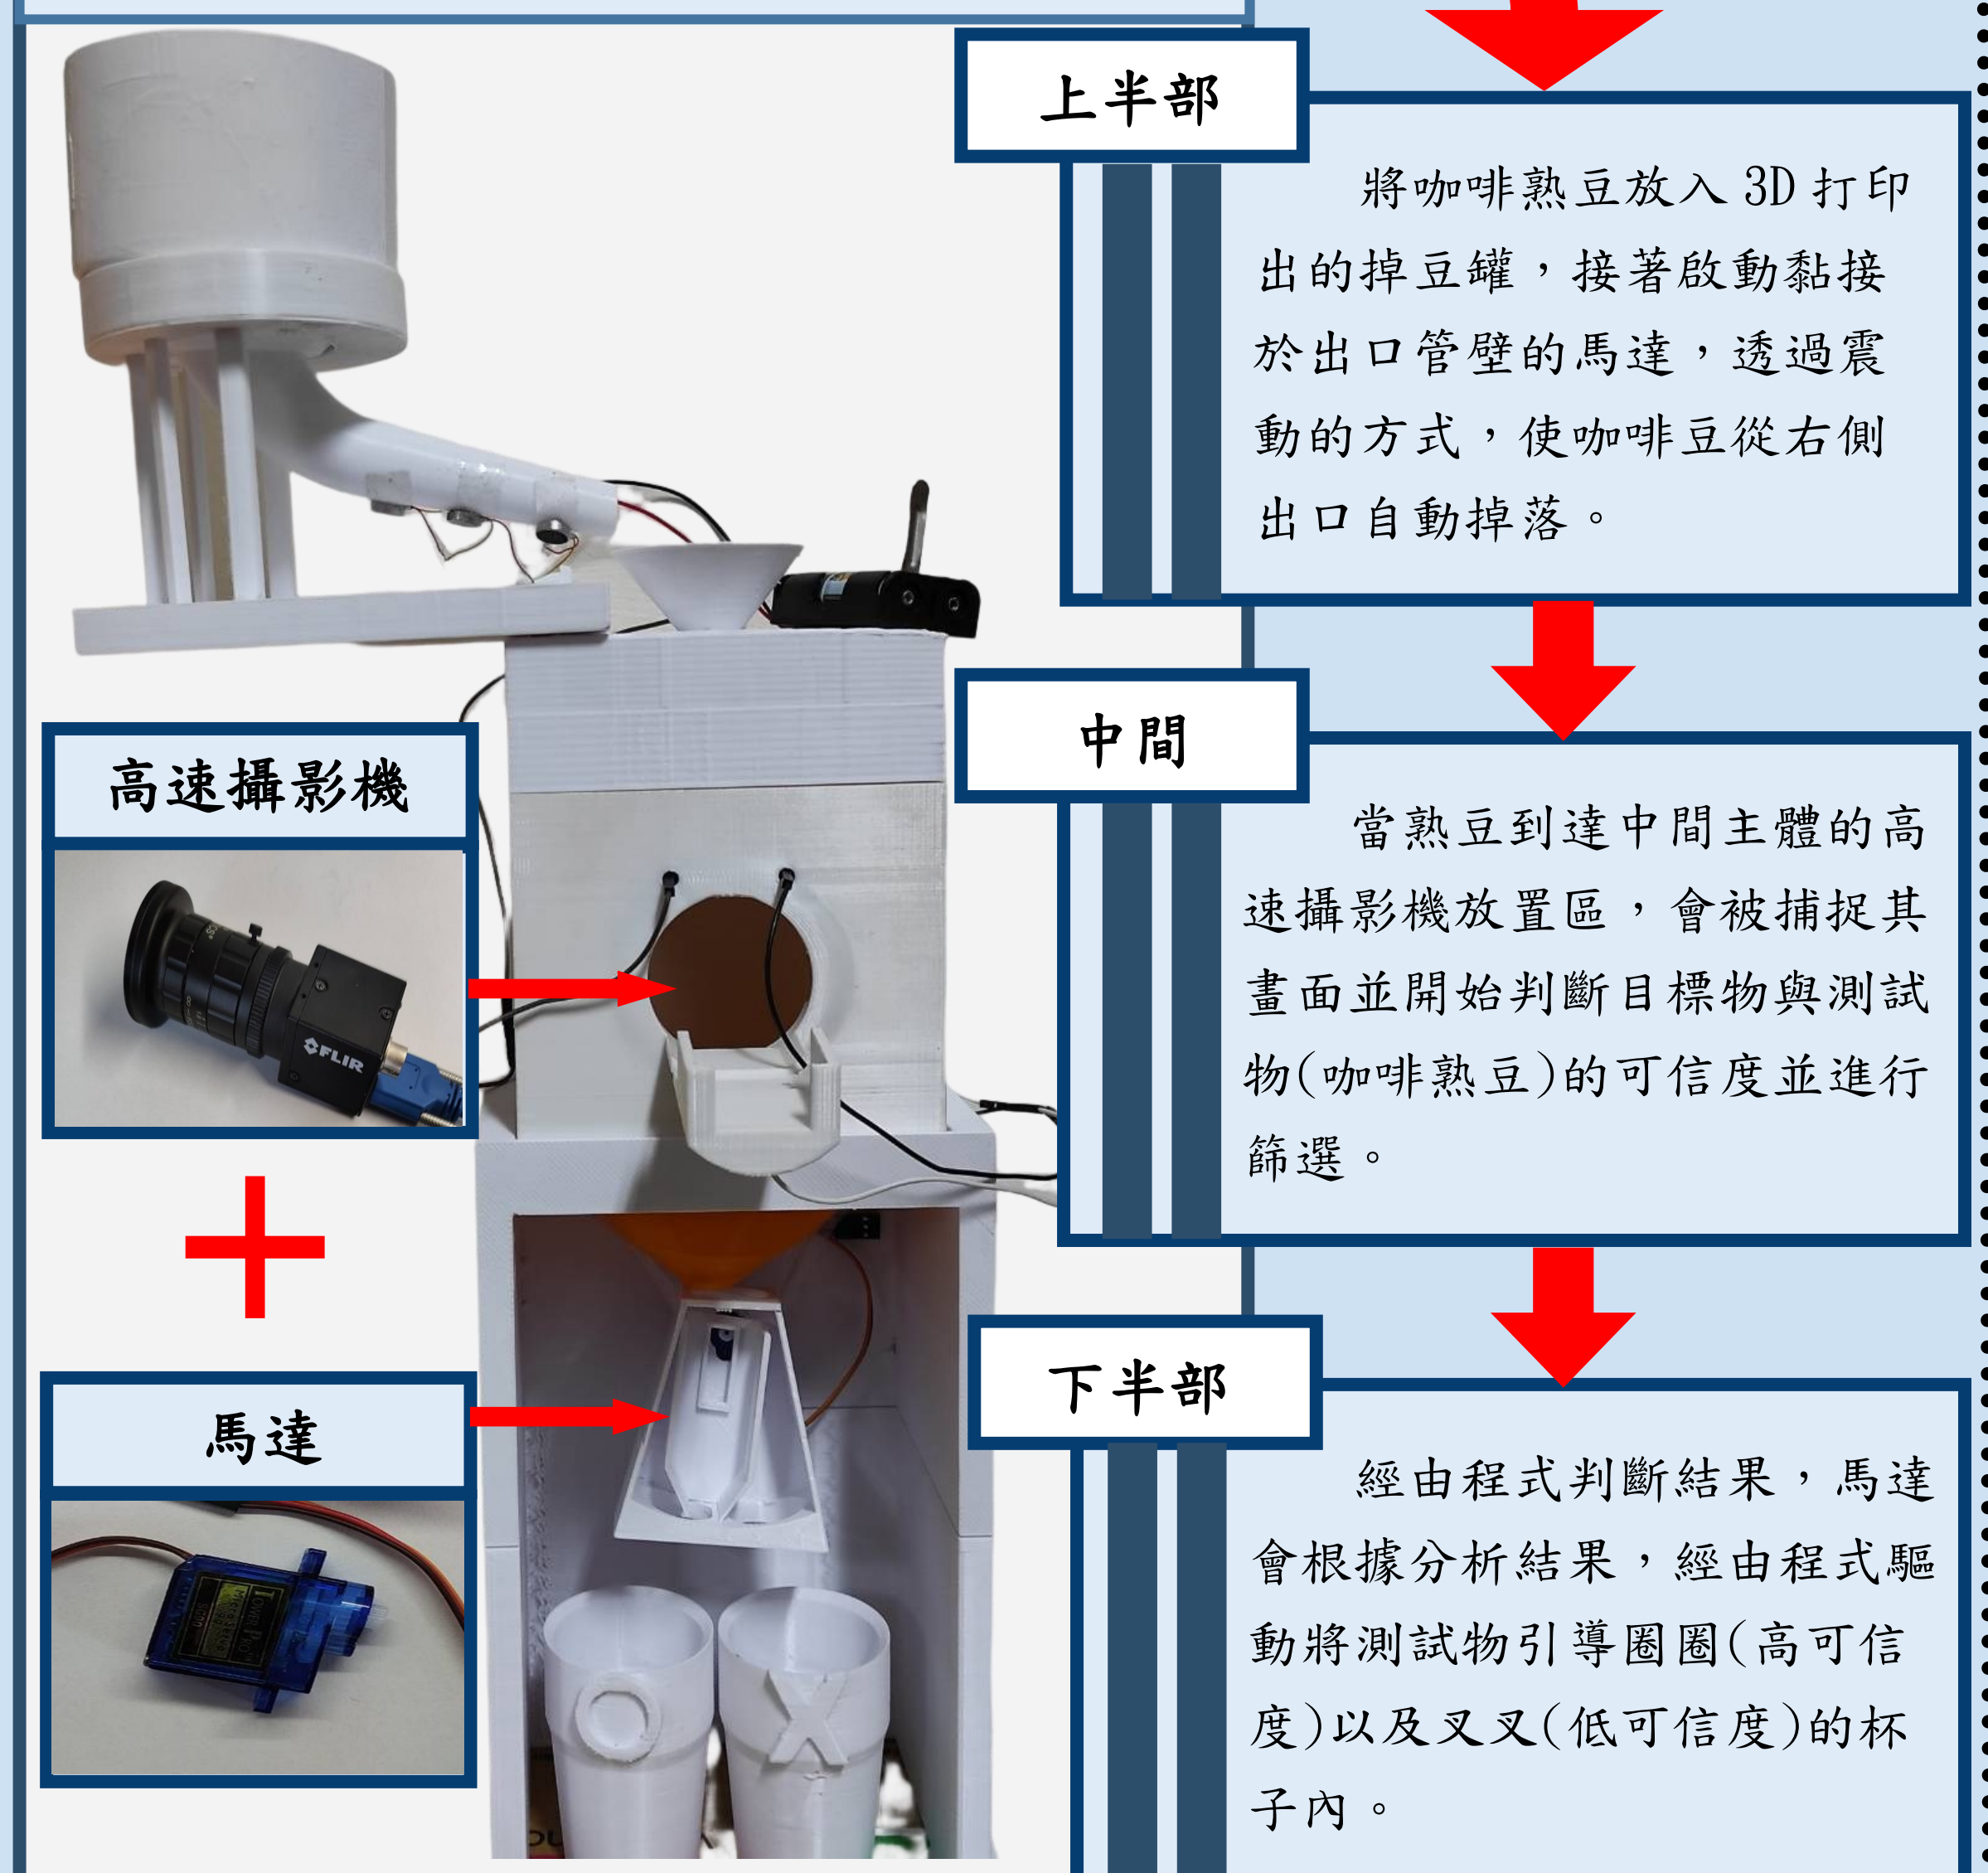 上半部
將咖啡熟豆放入 3D 打印
出的掉豆罐，接著啟動黏接
於出口管壁的馬達，透過震
動的方式，使咖啡豆從右側
出口自動掉落。
中間
當熟豆到達中間主體的高
速攝影機放置區，會被捕捉其
畫面並開始判斷目標物與測試
物(咖啡熟豆)的可信度並進行
篩選。
高速攝影機
FLIR
馬達
TOWER PRO
下半部
經由程式判斷結果，馬達
會根據分析結果，經由程式驅
動將測試物引導圈圈(高可信
度)以及叉叉(低可信度)的杯
子內。
O
X